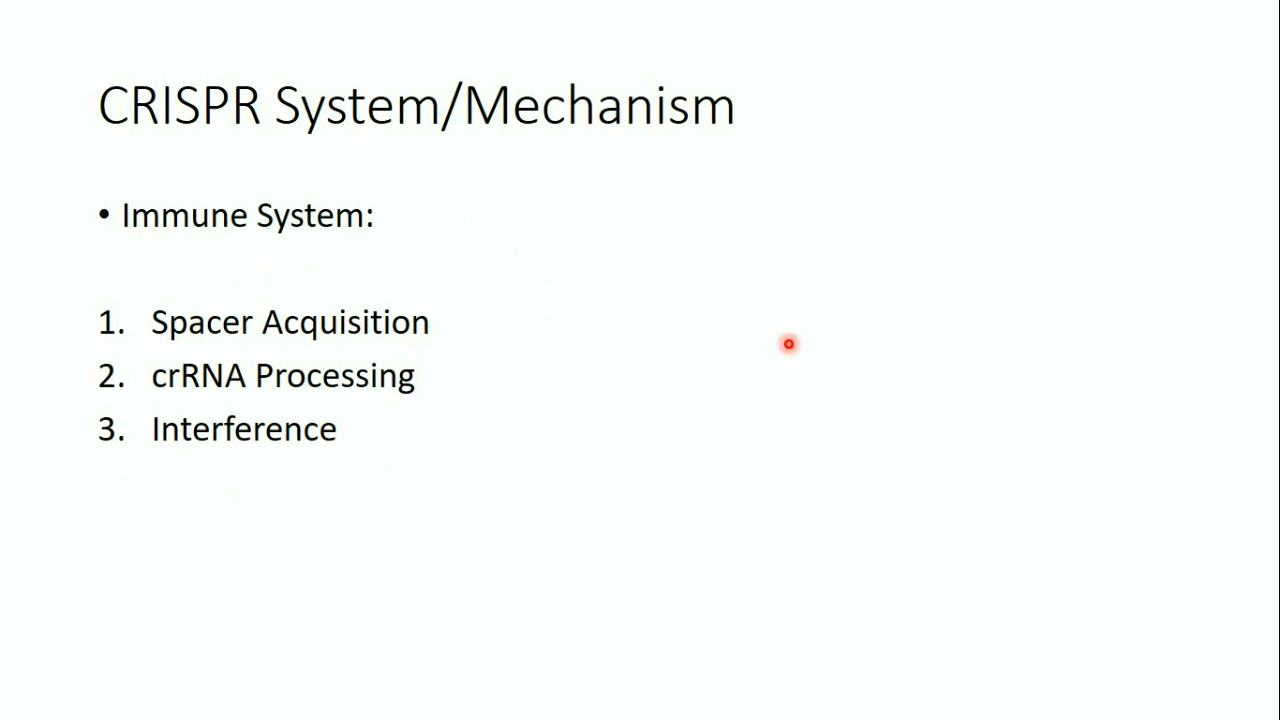 CRISPR System/Mechanism
• Immune System:
1. Spacer Acquisition
2. crRNA Processing
3. Interference